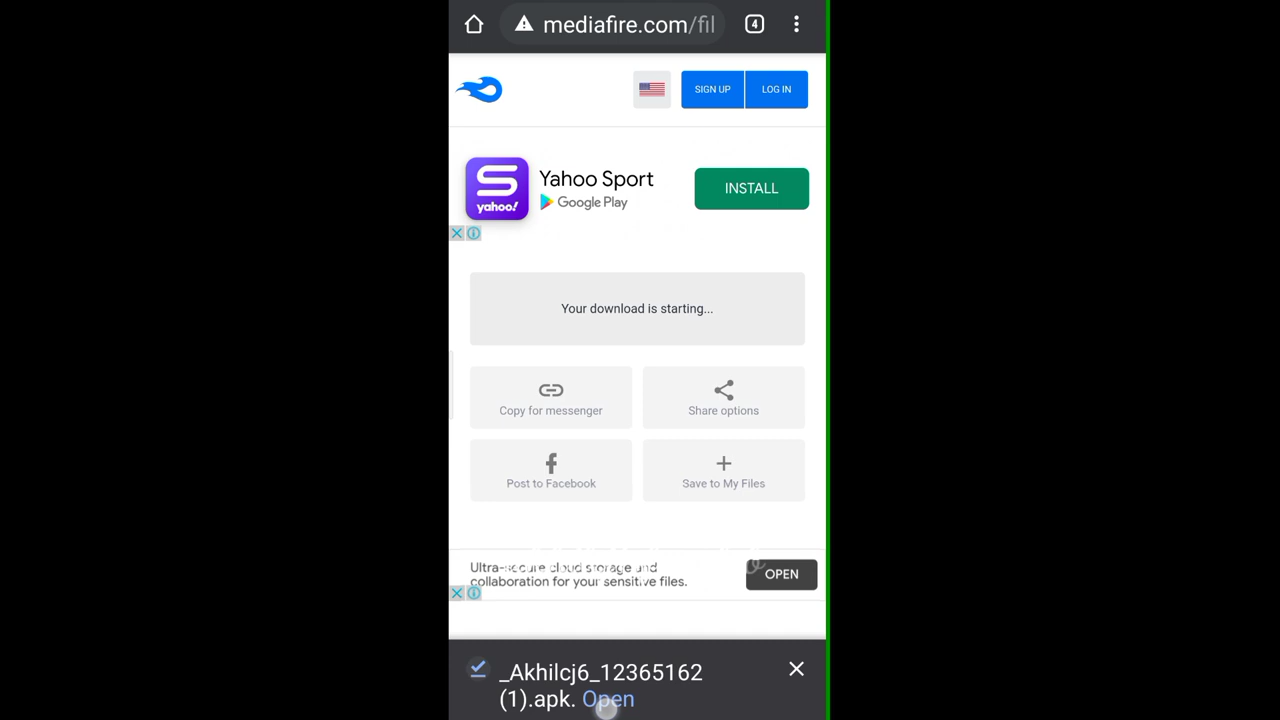 mediafire.com/fil
4
SIGN UP
LOG IN
Yahoo Sport
yahoo!
Google Play
INSTALL
Your download is starting...
Copy for messenger
Share options
Post to Facebook
Save to My Files
Ultra-secure cloud storage and
collaboration for your sensitive files.
OPEN
_Akhilcj6_12365162
(1).apk. Open